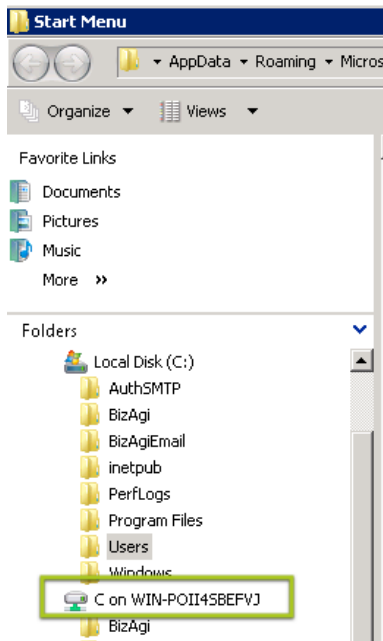 Start Menu
AppData Roaming Micros
Organize Views
Favorite Links
Documents
Pictures
Music
More >>
Folders
Local Disk (C:)
AuthSMTP
BizAgi
BizAgiEmail
inetpub
PerfLogs
Program Files
Users
Windows
C on WIN-POII4SBEFVJ
BizAgi